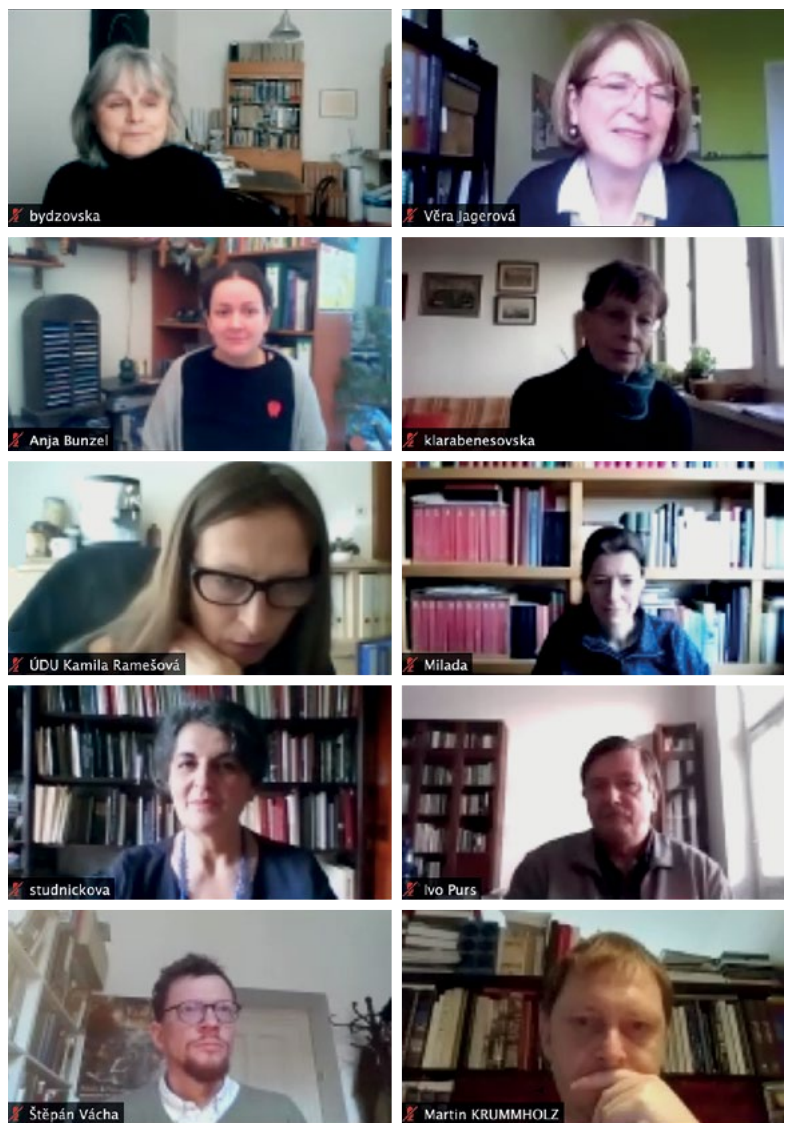 bydzovska
Věra Jagerová
Anja Bunzel
klarabenesovska
ÚDU Kamila Ramešová
Milada
studnickova
Ivo Purs
Štěpán Vácha
Martin KRUMMHOLZ